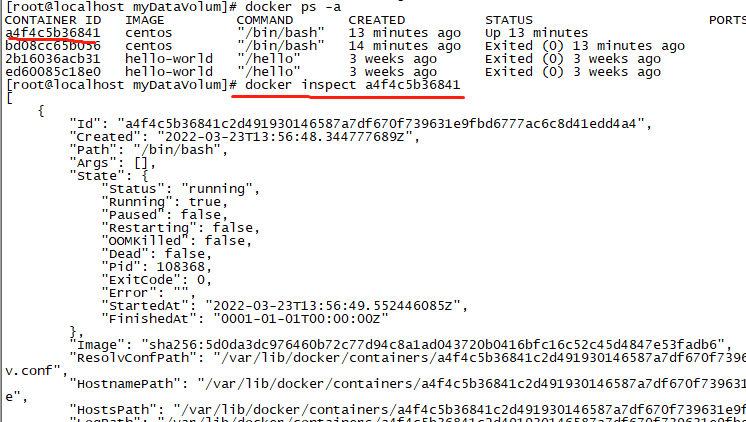 [root@localhost myDataVolum]# docker ps -a
CONTAINER ID   IMAGE         COMMAND       CREATED          STATUS                     PORTS
a4f4c5b36841   centos        "/bin/bash"   13 minutes ago   Up 13 minutes
bd08cc65b056   centos        "/bin/bash"   14 minutes ago   Exited (0) 13 minutes ago
2b16036acb31   hello-world   "/hello"      3 weeks ago      Exited (0) 3 weeks ago
ed60085c18e0   hello-world   "/hello"      3 weeks ago      Exited (0) 3 weeks ago
[root@localhost myDataVolum]# docker inspect a4f4c5b36841
[
    {
        "Id": "a4f4c5b36841c2d491930146587a7df670f739631e9fbd6777ac6c8d41edd4a4",
        "Created": "2022-03-23T13:56:48.344777689Z",
        "Path": "/bin/bash",
        "Args": [],
        "State": {
            "Status": "running",
            "Running": true,
            "Paused": false,
            "Restarting": false,
            "OOMKilled": false,
            "Dead": false,
            "Pid": 108368,
            "ExitCode": 0,
            "Error": "",
            "StartedAt": "2022-03-23T13:56:49.552446085Z",
            "FinishedAt": "0001-01-01T00:00:00Z"
        },
        "Image": "sha256:5d0da3dc976460b72c77d94c8a1ad043720b0416bfc16c52c45d4847e53fadb6",
        "ResolvConfPath": "/var/lib/docker/containers/a4f4c5b36841c2d491930146587a7df670f7396
v.conf",
        "HostnamePath": "/var/lib/docker/containers/a4f4c5b36841c2d491930146587a7df670f739631
e",
        "HostsPath": "/var/lib/docker/containers/a4f4c5b36841c2d491930146587a7df670f739631e9f